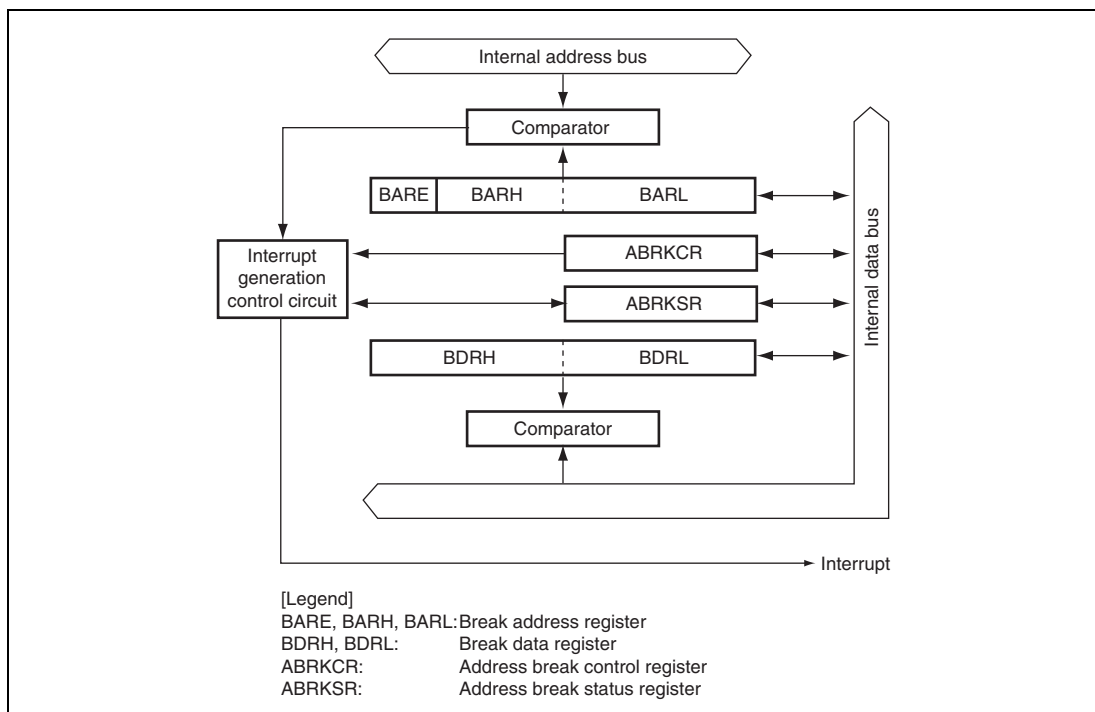 Internal address bus
Comparator
BARE BARH BARL
Interrupt
generation
control circuit
ABRKCR
ABRKSR
Internal data bus
BDRH BDRL
Comparator
Interrupt
[Legend]
BARE, BARH, BARL: Break address register
BDRH, BDRL: Break data register
ABRKCR: Address break control register
ABRKSR: Address break status register